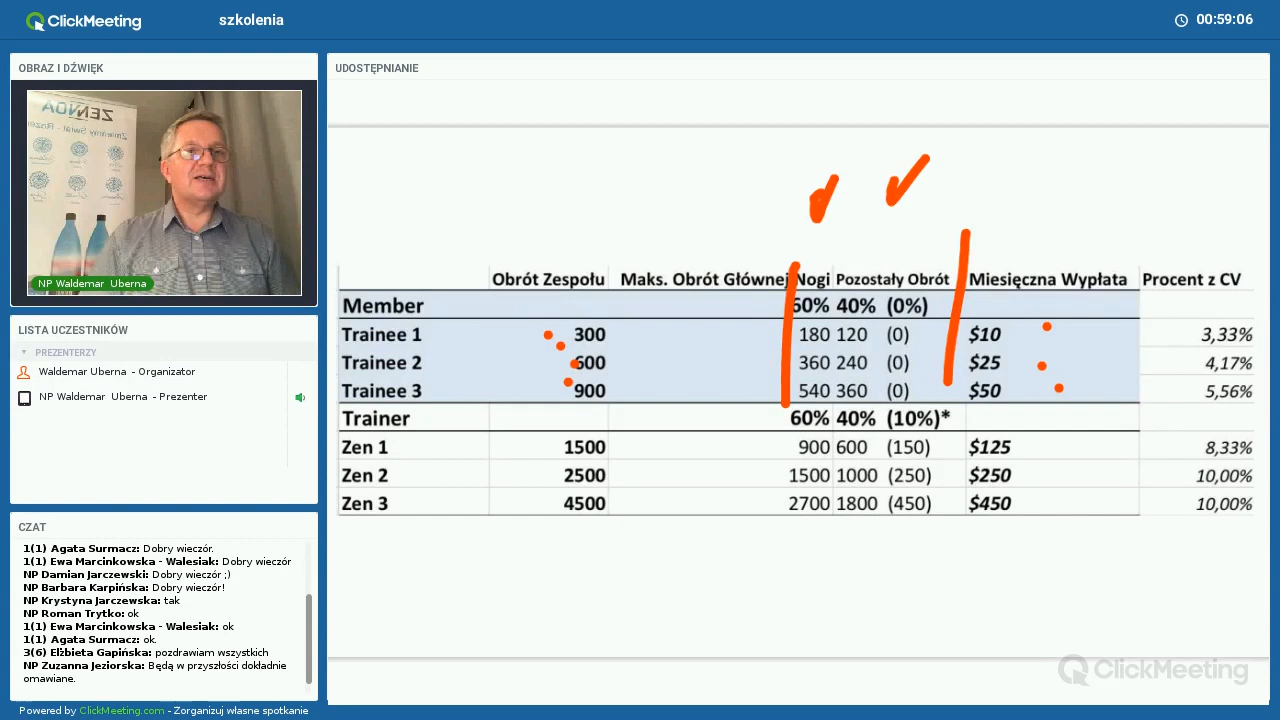 ClickMeeting
szkolenia
00:59:06
OBRAZ I DŹWIĘK
ZENNOA
NP Waldemar Uberna
LISTA UCZESTNIKÓW
PREZENTERZY
Waldemar Uberna - Organizator
NP Waldemar Uberna - Prezenter
CZAT
1(1) Agata Surmacz: Dobry wieczór.
1(1) Ewa Marcinkowska - Walesiak: Dobry wieczór
NP Damian Jarczewski: Dobry wieczór ;)
NP Barbara Karpińska: Dobry wieczór!
NP Krystyna Jarczewska: tak
NP Roman Trytko: ok
1(1) Ewa Marcinkowska - Walesiak: ok
1(1) Agata Surmacz: ok.
3(6) Elżbieta Gapińska: pozdrawiam wszystkich
NP Zuzanna Jeziorska: Będą w przyszłości dokładnie
omawiane.
Powered by ClickMeeting.com - Zorganizuj własne spotkanie
UDOSTĘPNIANIE
Obrót Zespołu Maks. Obrót Głównej Nogi Pozostały Obrót Miesięczna Wypłata Procent z CV
Member 60% 40% (0%)
Trainee 1 300 180 120 (0) $10 3,33%
Trainee 2 600 360 240 (0) $25 4,17%
Trainee 3 900 540 360 (0) $50 5,56%
Trainer 60% 40% (10%)*
Zen 1 1500 900 600 (150) $125 8,33%
Zen 2 2500 1500 1000 (250) $250 10,00%
Zen 3 4500 2700 1800 (450) $450 10,00%
ClickMeeting